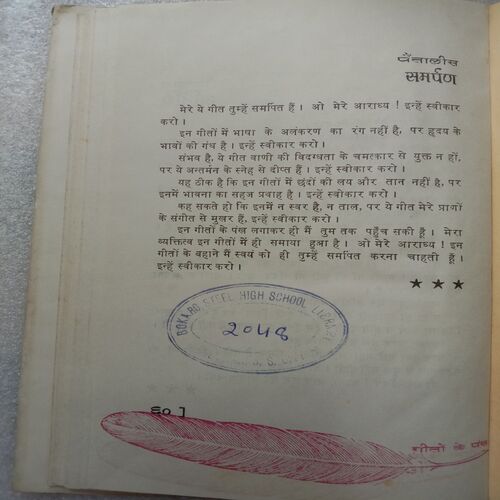 पैंतालीस
समर्पण
मेरे ये गीत तुम्हें समर्पित हैं । ओ मेरे आराध्य ! इन्हें स्वीकार
करो ।
इन गीतों में भाषा के अलंकरण का रंग नहीं है, पर हृदय के
भावों की गंध है । इन्हें स्वीकारो ।
संभव है, ये गीत वाणी की विदग्धता के चमत्कार से युक्त न हों,
पर ये अन्तर्मन के स्नेह से दीप्त हैं । इन्हें स्वीकार करो ।
यह ठीक है कि इन गीतों में छंदों की लय और तान नहीं है, पर
इनमें भावना का सहज प्रवाह है । इन्हें स्वीकार करो ।
कह सकते हो कि इनमें न स्वर है, न ताल, पर ये गीत मेरे प्राणों
के संगीत से मुखर हैं, इन्हें स्वीकार करो ।
इन गीतों के पंख लगाकर ही मैं तुम तक पहुँच सकी हूँ । मेरा
व्यक्तित्व इन गीतों में ही समाया हुआ है । ओ मेरे आराध्य ! इन
गीतों के बहाने मैं स्वयं को ही तुम्हें समर्पित करना चाहती हूँ ।
इन्हें स्वीकार करो ।
★ ★ ★
BOKARO STEEL HIGH SCHOOL LIBRARY
2048
६० ]
गीतों के पंख